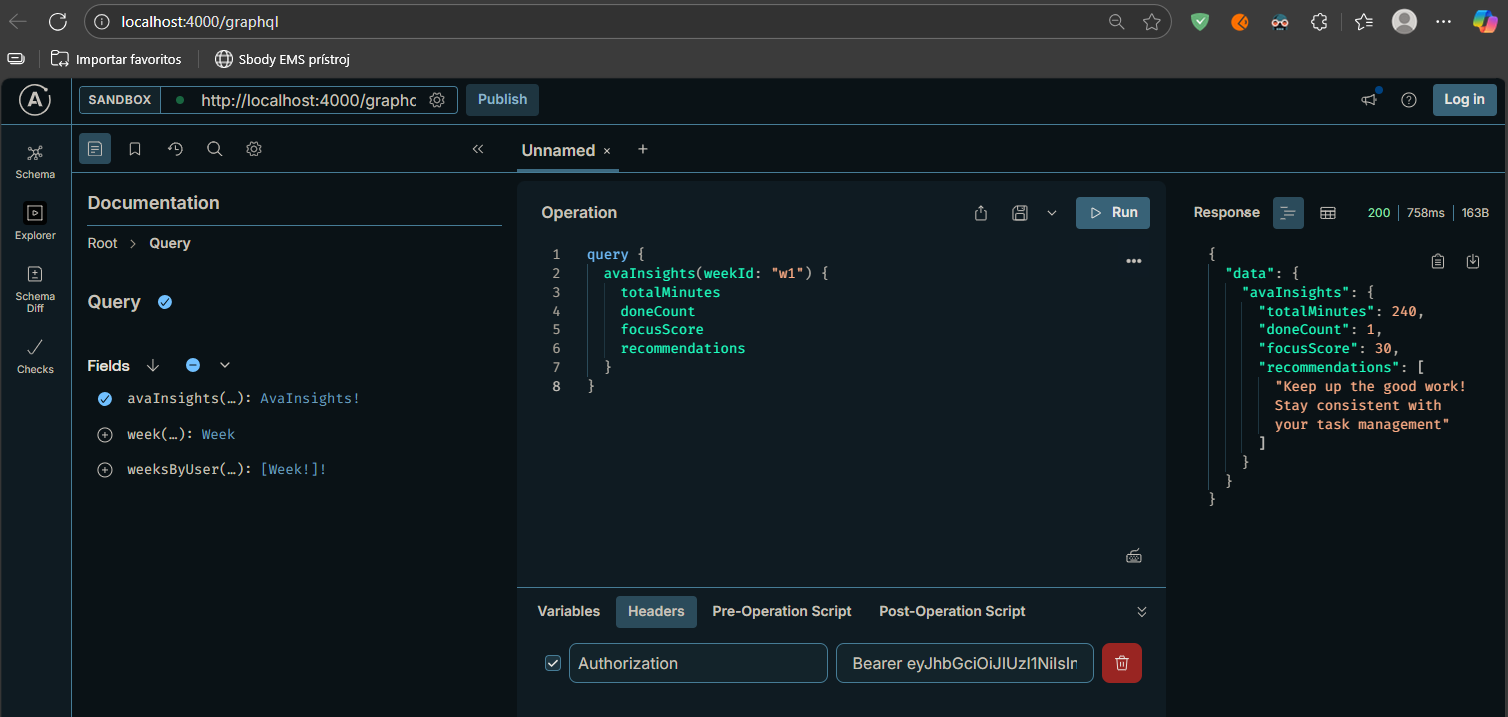 localhost:4000/graphql
Importar favoritos
Sbody EMS prístroj
SANDBOX
http://localhost:4000/graphc
Publish
Log in
Schema
Explorer
Schema
Diff
Checks
Documentation
Root > Query
Query
Fields
avaInsights(…): AvaInsights!
week(…): Week
weeksByUser(…): [Week!]!
Unnamed × +
Operation
Run
1 query {
2 avaInsights(weekId: "w1") {
3 totalMinutes
4 doneCount
5 focusScore
6 recommendations
7 }
8 }
Variables Headers Pre-Operation Script Post-Operation Script
Authorization
Bearer eyJhbGciOiJIUzI1NiIsIn
Response
200 758ms 163B
{
"data": {
"avaInsights": {
"totalMinutes": 240,
"doneCount": 1,
"focusScore": 30,
"recommendations": [
"Keep up the good work!
Stay consistent with
your task management"
]
}
}
}